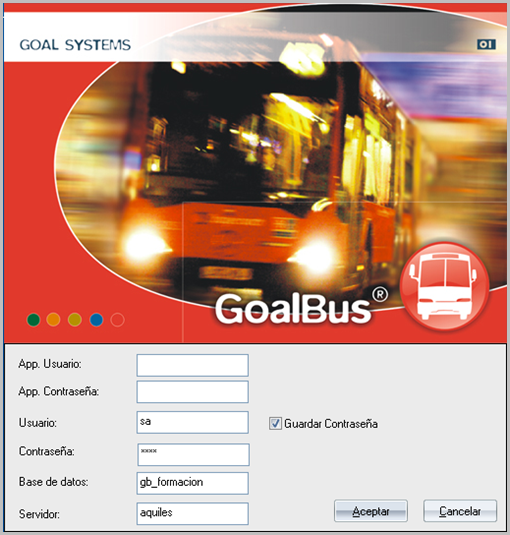 GOAL SYSTEMS
01
GoalBus®
App. Usuario:
App. Contraseña:
Usuario: sa
Guardar Contraseña
Contraseña: ****
Base de datos: gb_formacion
Servidor: aquiles
Aceptar Cancelar